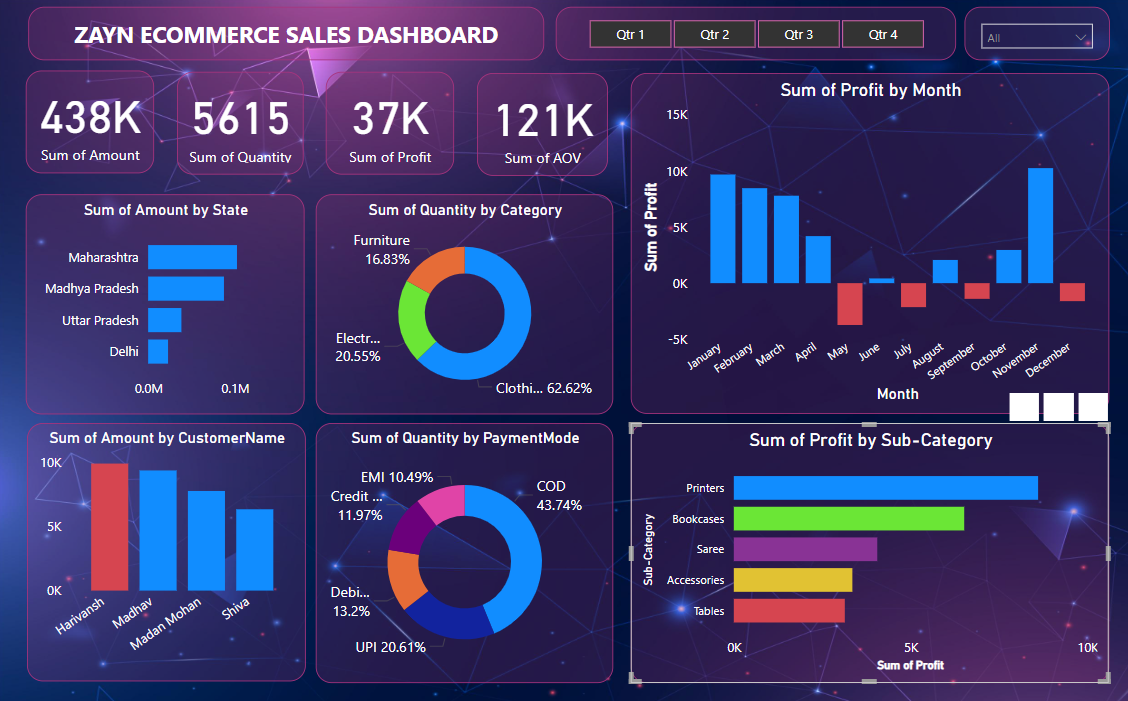 ZAYN ECOMMERCE SALES DASHBOARD
Qtr 1
Qtr 2
Qtr 3
Qtr 4
All
438K
Sum of Amount
5615
Sum of Quantity
37K
Sum of Profit
121K
Sum of AOV
Sum of Profit by Month
Sum of Profit
15K
10K
5K
0K
-5K
January
February
March
April
May
June
July
August
September
October
November
December
Month
Sum of Amount by State
Maharashtra
Madhya Pradesh
Uttar Pradesh
Delhi
0.0M
0.1M
Sum of Quantity by Category
Furniture
16.83%
Electr...
20.55%
Clothi... 62.62%
Sum of Amount by CustomerName
10K
5K
0K
Harivansh
Madhav
Madan Mohan
Shiva
Sum of Quantity by PaymentMode
EMI 10.49%
Credit ...
11.97%
Debi...
13.2%
UPI 20.61%
COD
43.74%
Sum of Profit by Sub-Category
Sub-Category
Printers
Bookcases
Saree
Accessories
Tables
0K
5K
10K
Sum of Profit